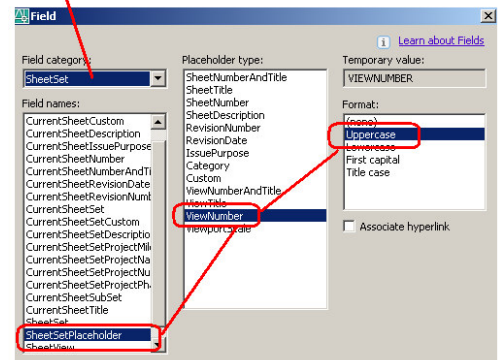 Field
Learn about Fields
Field category:
SheetSet
Field names:
CurrentSheetCustom
CurrentSheetDescription
CurrentSheetIssuePurpose
CurrentSheetNumber
CurrentSheetNumberAndTi
CurrentSheetRevisionDate
CurrentSheetRevisionNumb
CurrentSheetSet
CurrentSheetSetCustom
CurrentSheetSetDescriptio
CurrentSheetSetProjectMile
CurrentSheetSetProjectNa
CurrentSheetSetProjectNu
CurrentSheetSetProjectPh
CurrentSheetSubSet
CurrentSheetTitle
SheetSet
SheetSetPlaceholder
SheetView
Placeholder type:
SheetNumberAndTitle
SheetTitle
SheetNumber
SheetDescription
RevisionNumber
RevisionDate
IssuePurpose
Category
Custom
ViewNumberAndTitle
ViewTitle
ViewNumber
ViewportScale
Temporary value:
VIEWNUMBER
Format:
(none)
Uppercase
Lowercase
First capital
Title case
Associate hyperlink